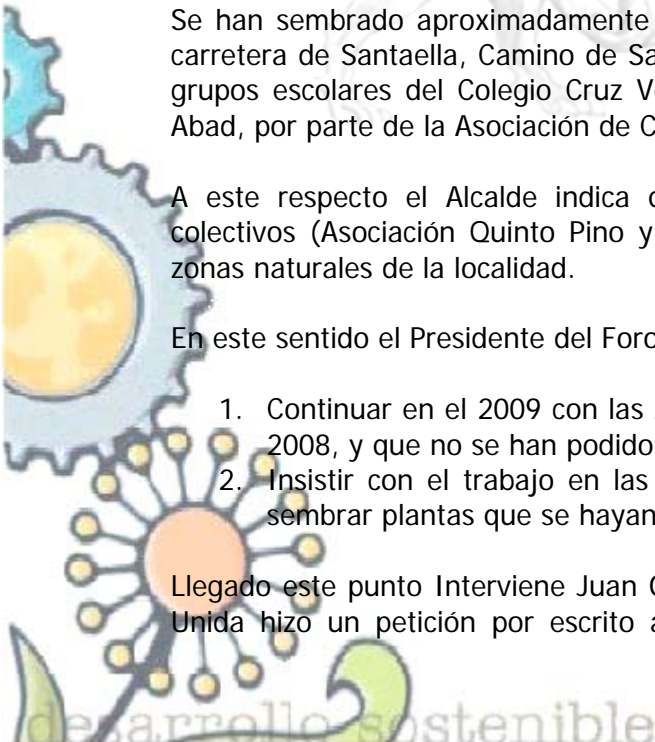 Se han sembrado aproximadamente
carretera de Santaella, Camino de Sa
grupos escolares del Colegio Cruz V
Abad, por parte de la Asociación de C
A este respecto el Alcalde indica
colectivos (Asociación Quinto Pino y
zonas naturales de la localidad.
En este sentido el Presidente del Foro
1. Continuar en el 2009 con las
2008, y que no se han podido
2. Insistir con el trabajo en las
sembrar plantas que se hayan
Llegado este punto Interviene Juan
Unida hizo un petición por escrito a
desarrollo sostenible